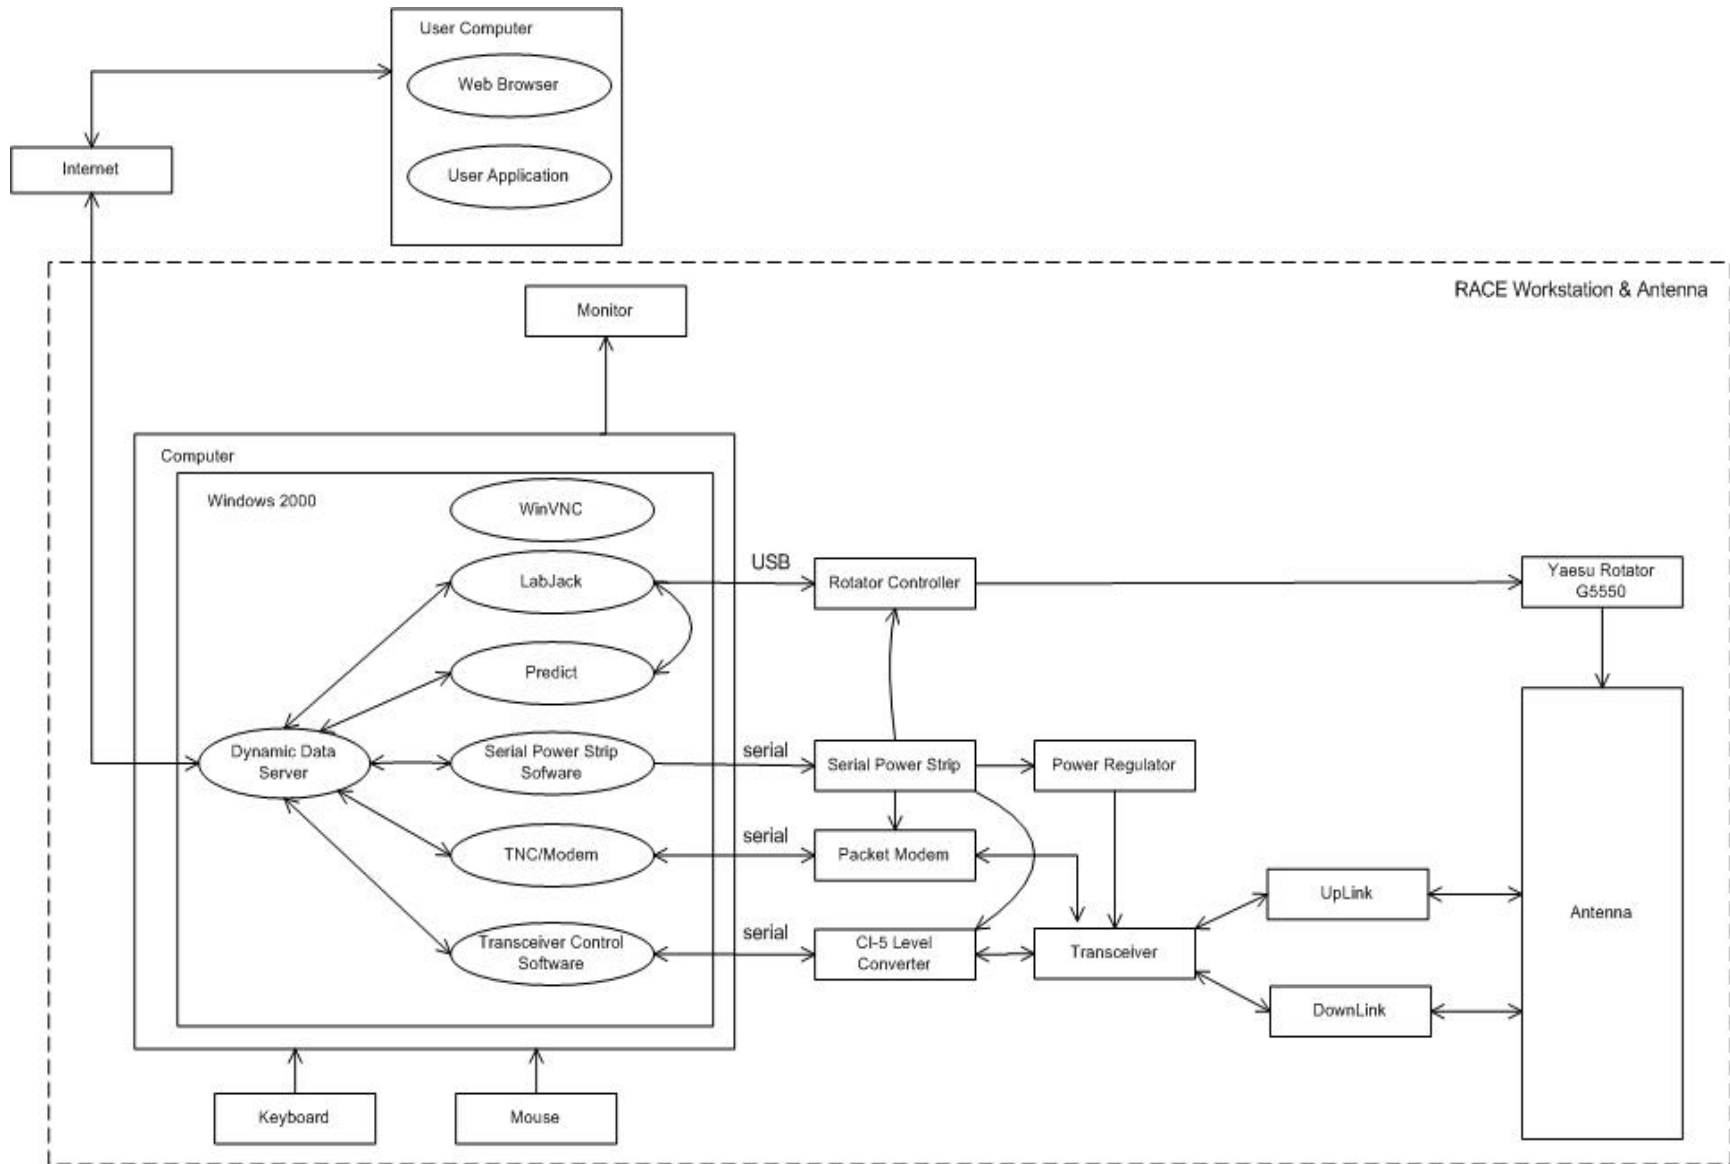 User Computer
Web Browser
User Application
Internet
RACE Workstation & Antenna
Monitor
Computer
Windows 2000
WinVNC
LabJack
USB
Rotator Controller
Yaesu Rotator
G5550
Predict
Dynamic Data
Server
Serial Power Strip
Sofware
serial
Serial Power Strip
Power Regulator
TNC/Modem
serial
Packet Modem
UpLink
Antenna
Transceiver Control
Software
serial
CI-5 Level
Converter
Transceiver
DownLink
Keyboard
Mouse